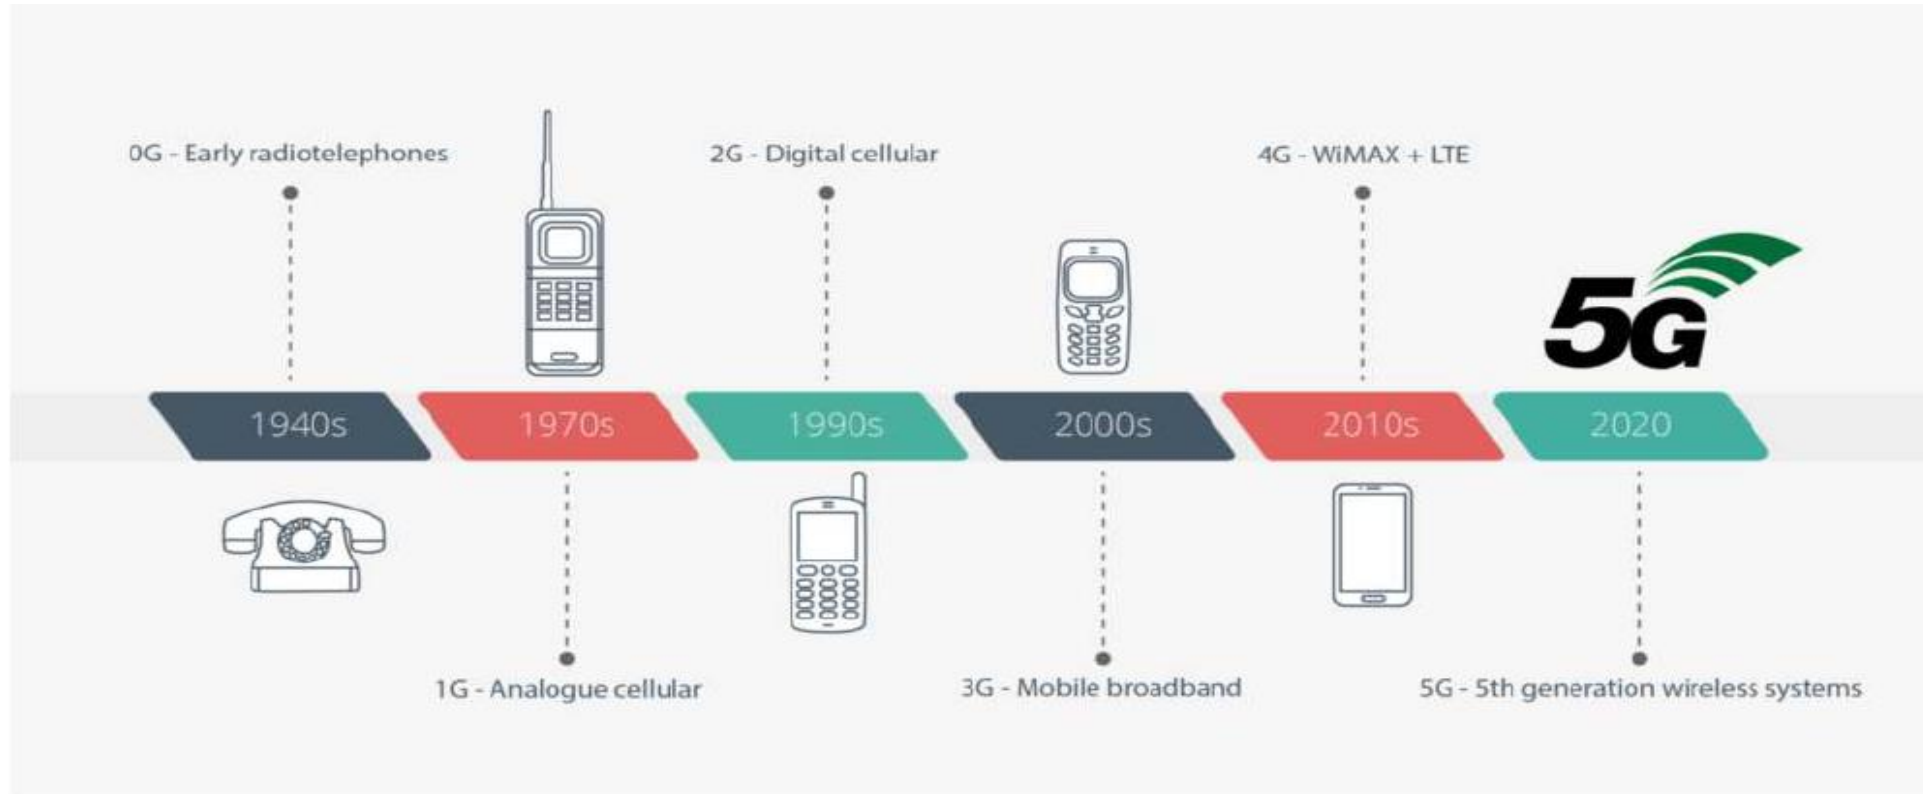 0G - Early radiotelephones
2G - Digital cellular
4G - WiMAX + LTE
5G
1940s
1970s
1990s
2000s
2010s
2020
1G - Analogue cellular
3G - Mobile broadband
5G - 5th generation wireless systems